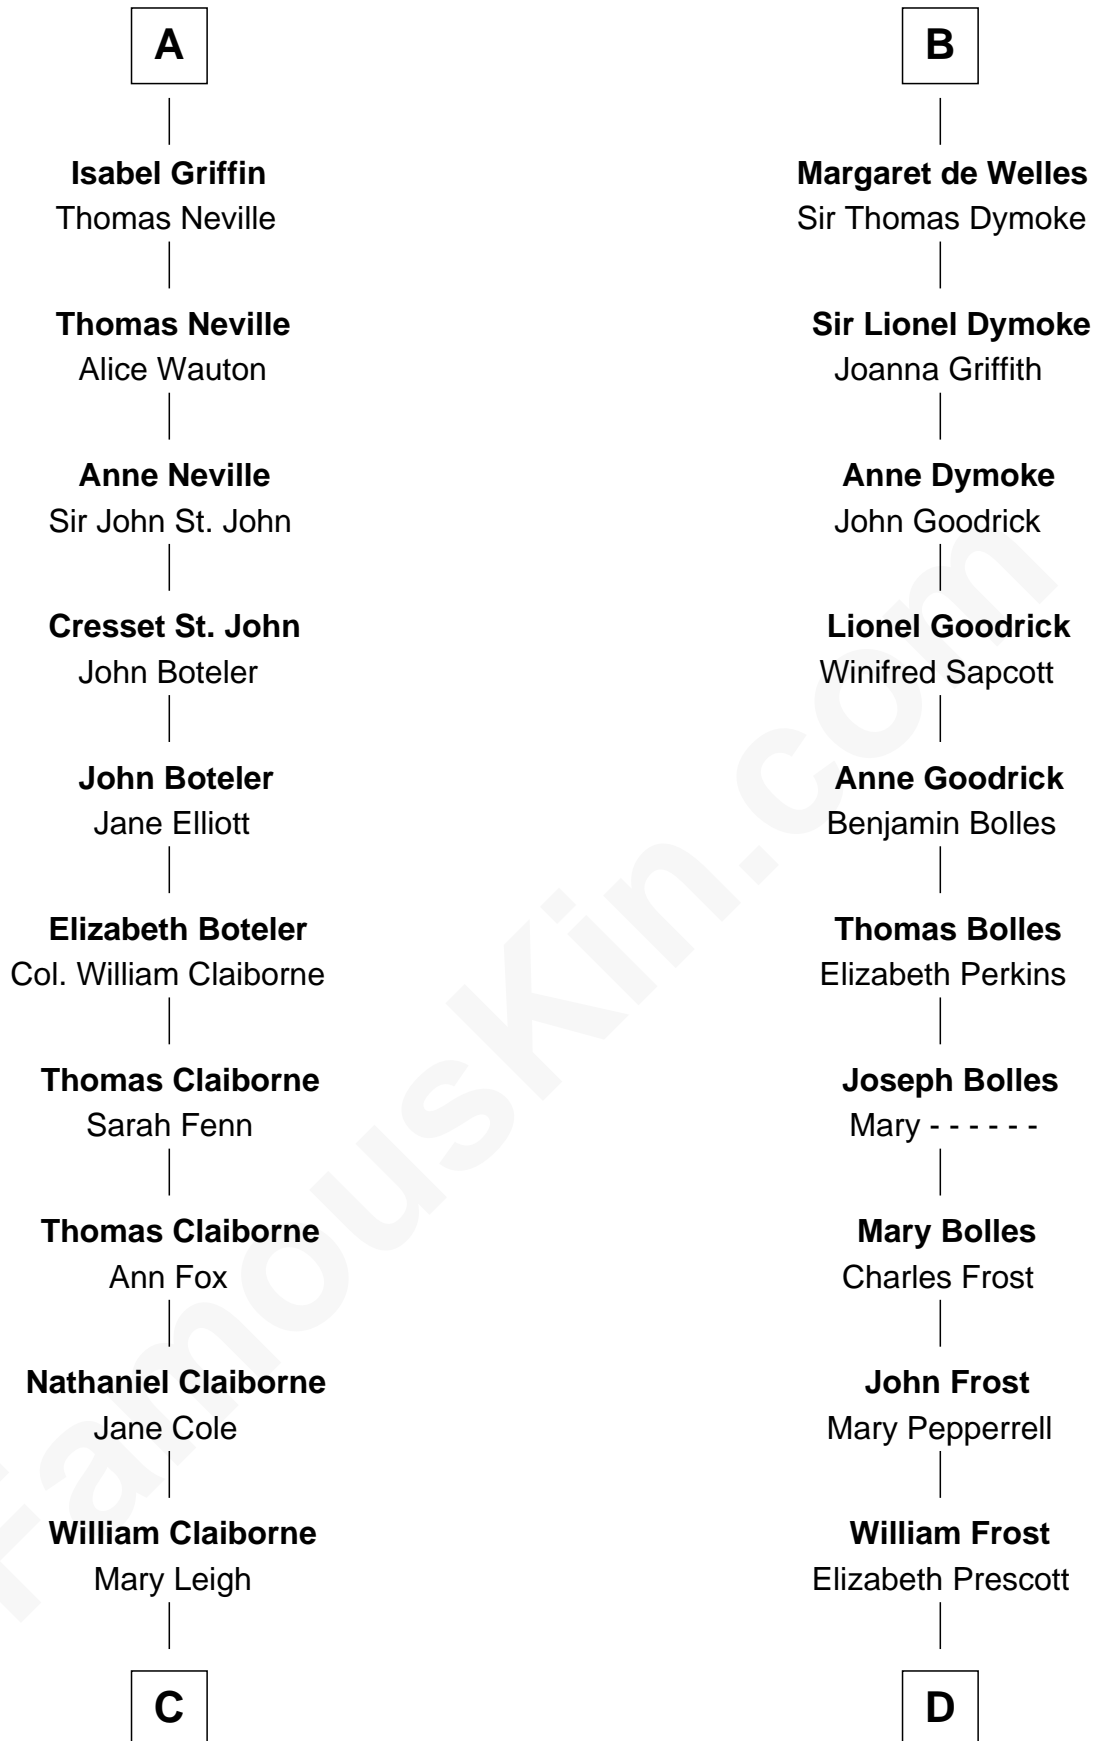 A
Isabel Griffin
Thomas Neville
Thomas Neville
Alice Wauton
Anne Neville
Sir John St. John
Cresset St. John
John Boteler
John Boteler
Jane Elliott
Elizabeth Boteler
Col. William Claiborne
Thomas Claiborne
Sarah Fenn
Thomas Claiborne
Ann Fox
Nathaniel Claiborne
Jane Cole
William Claiborne
Mary Leigh
C
B
Margaret de Welles
Sir Thomas Dymoke
Sir Lionel Dymoke
Joanna Griffith
Anne Dymoke
John Goodrick
Lionel Goodrick
Winifred Sapcott
Anne Goodrick
Benjamin Bolles
Thomas Bolles
Elizabeth Perkins
Joseph Bolles
Mary - - - - - -
Mary Bolles
Charles Frost
John Frost
Mary Pepperrell
William Frost
Elizabeth Prescott
D
FamousKin.com